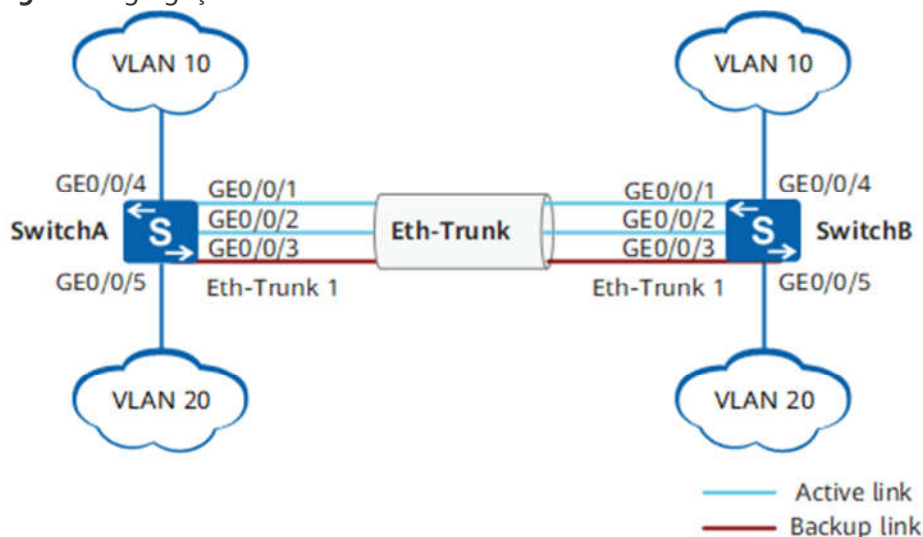 VLAN 10
VLAN 10
GE0/0/4
GE0/0/1
GE0/0/1
GE0/0/4
SwitchA
S
GE0/0/2
Eth-Trunk
GE0/0/2
S
SwitchB
GE0/0/3
GE0/0/3
GE0/0/5
Eth-Trunk 1
Eth-Trunk 1
GE0/0/5
VLAN 20
VLAN 20
Active link
Backup link